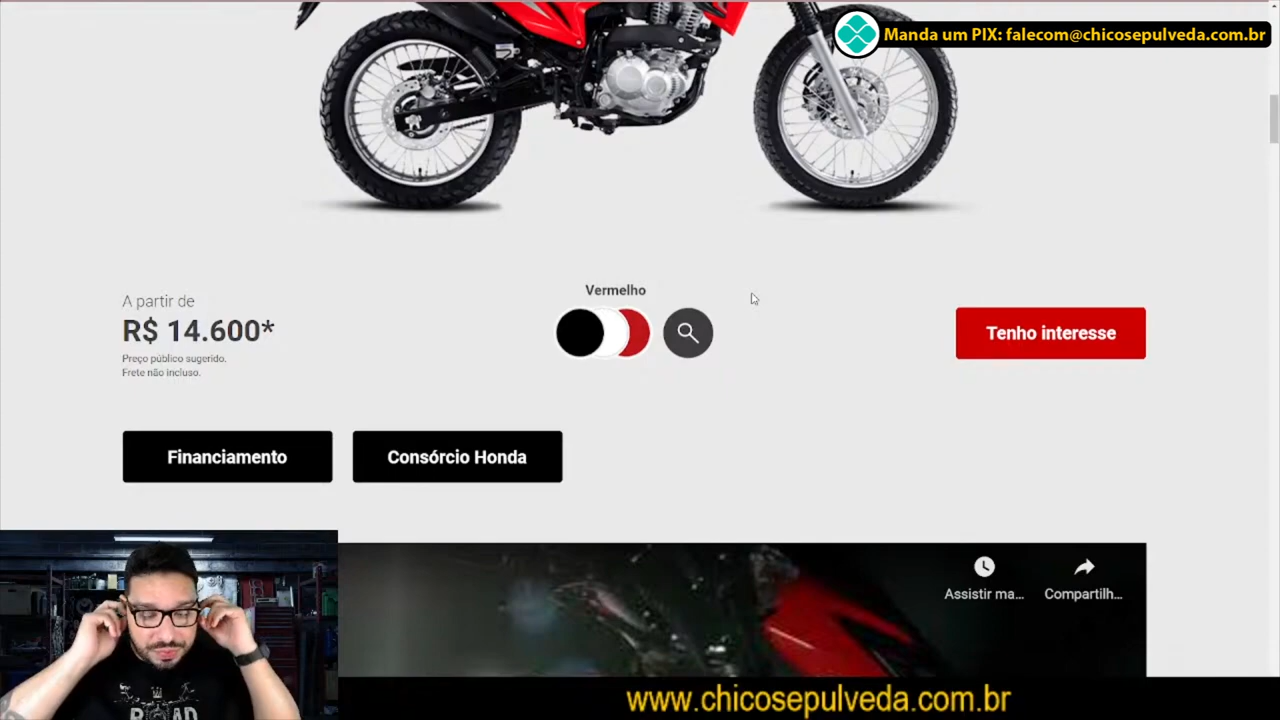 Manda um PIX: falecom@chicosepulveda.com.br
Vermelho
A partir de
R$ 14.600*
Preço público sugerido.
Frete não incluso.
Tenho interesse
Financiamento
Consórcio Honda
Assistir ma...
Compartilh...
ROAD
www.chicosepulveda.com.br